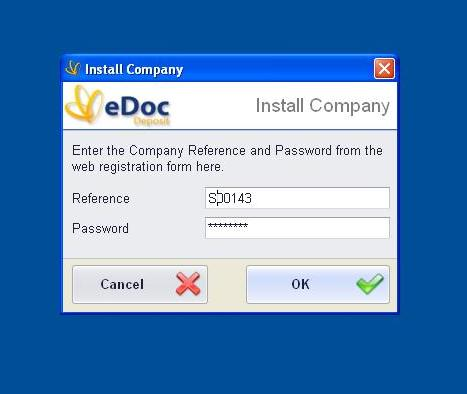 Install Company
eDoc
Deposit
Install Company
Enter the Company Reference and Password from the
web registration form here.
Reference
Password
********
Cancel
OK